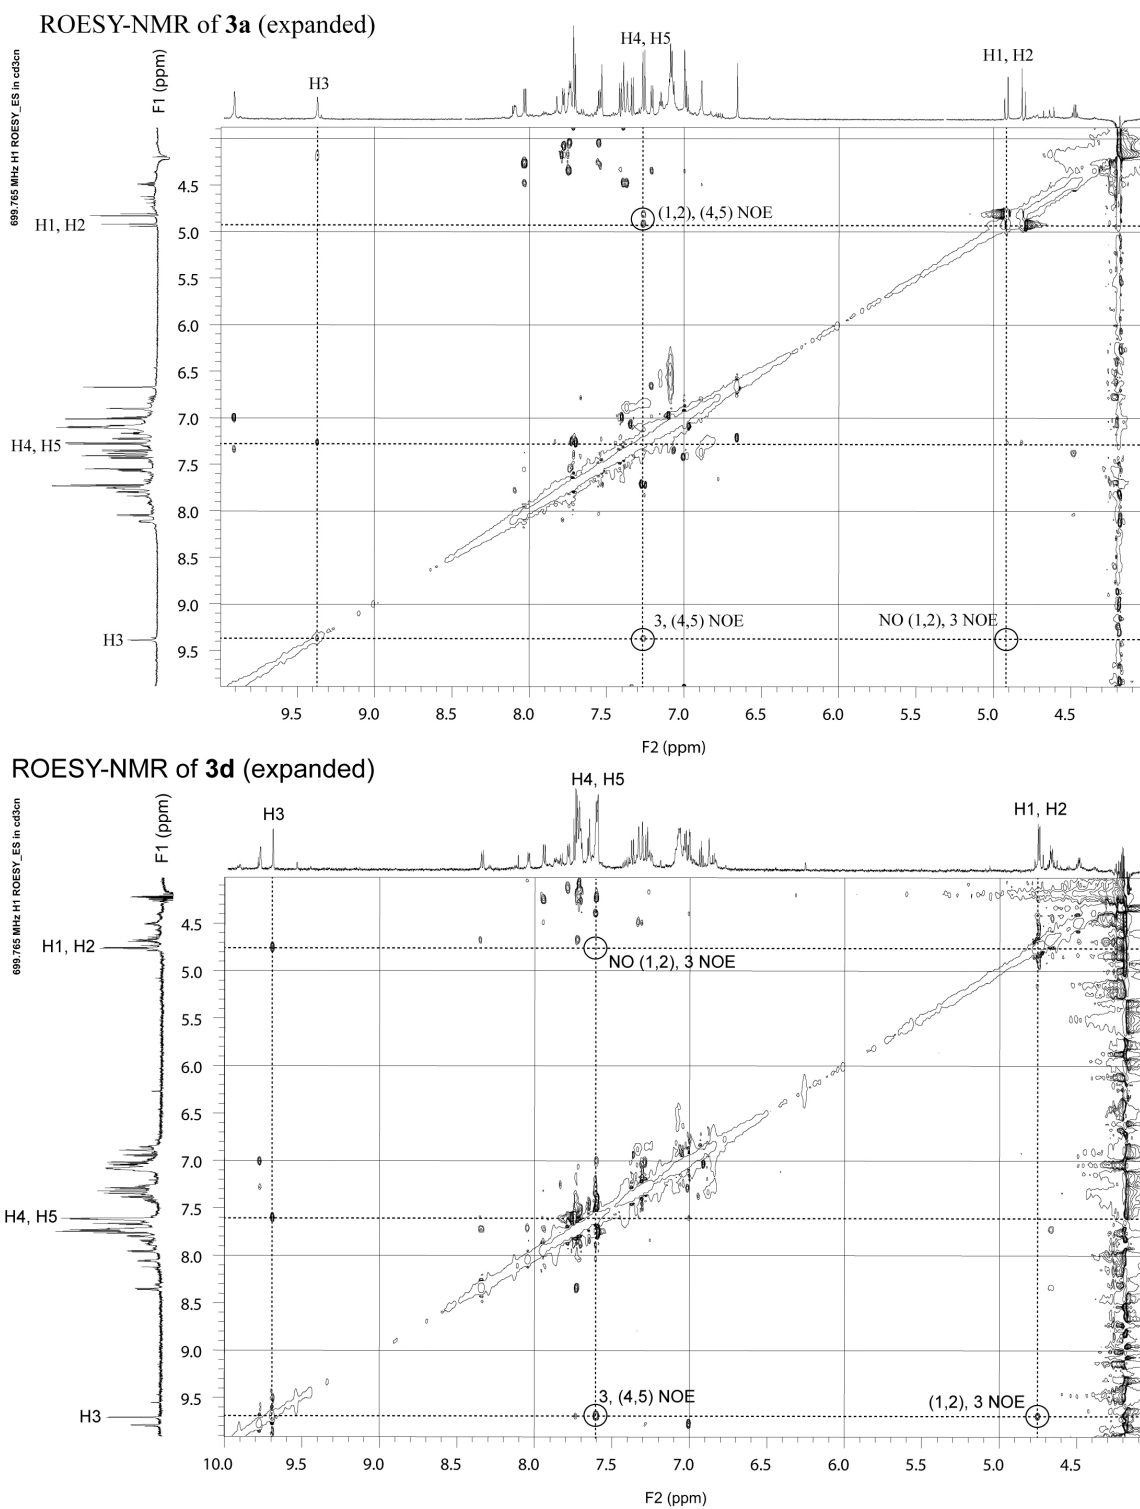 ROESY-NMR of 3a (expanded)
699.765 MHz H1 ROESY_ES in cd3cn
F1 (ppm)
H3
H4, H5
H1, H2
4.5
H1, H2
(1,2), (4,5) NOE
5.0
5.5
6.0
6.5
7.0
H4, H5
7.5
8.0
8.5
9.0
3, (4,5) NOE
NO (1,2), 3 NOE
H3
9.5
9.5 9.0 8.5 8.0 7.5 7.0 6.5 6.0 5.5 5.0 4.5
F2 (ppm)
ROESY-NMR of 3d (expanded)
699.765 MHz H1 ROESY_ES in cd3cn
F1 (ppm)
H3
H4, H5
H1, H2
4.5
H1, H2
NO (1,2), 3 NOE
5.0
5.5
6.0
6.5
7.0
H4, H5
7.5
8.0
8.5
9.0
9.5
3, (4,5) NOE
(1,2), 3 NOE
H3
10.0 9.5 9.0 8.5 8.0 7.5 7.0 6.5 6.0 5.5 5.0 4.5
F2 (ppm)